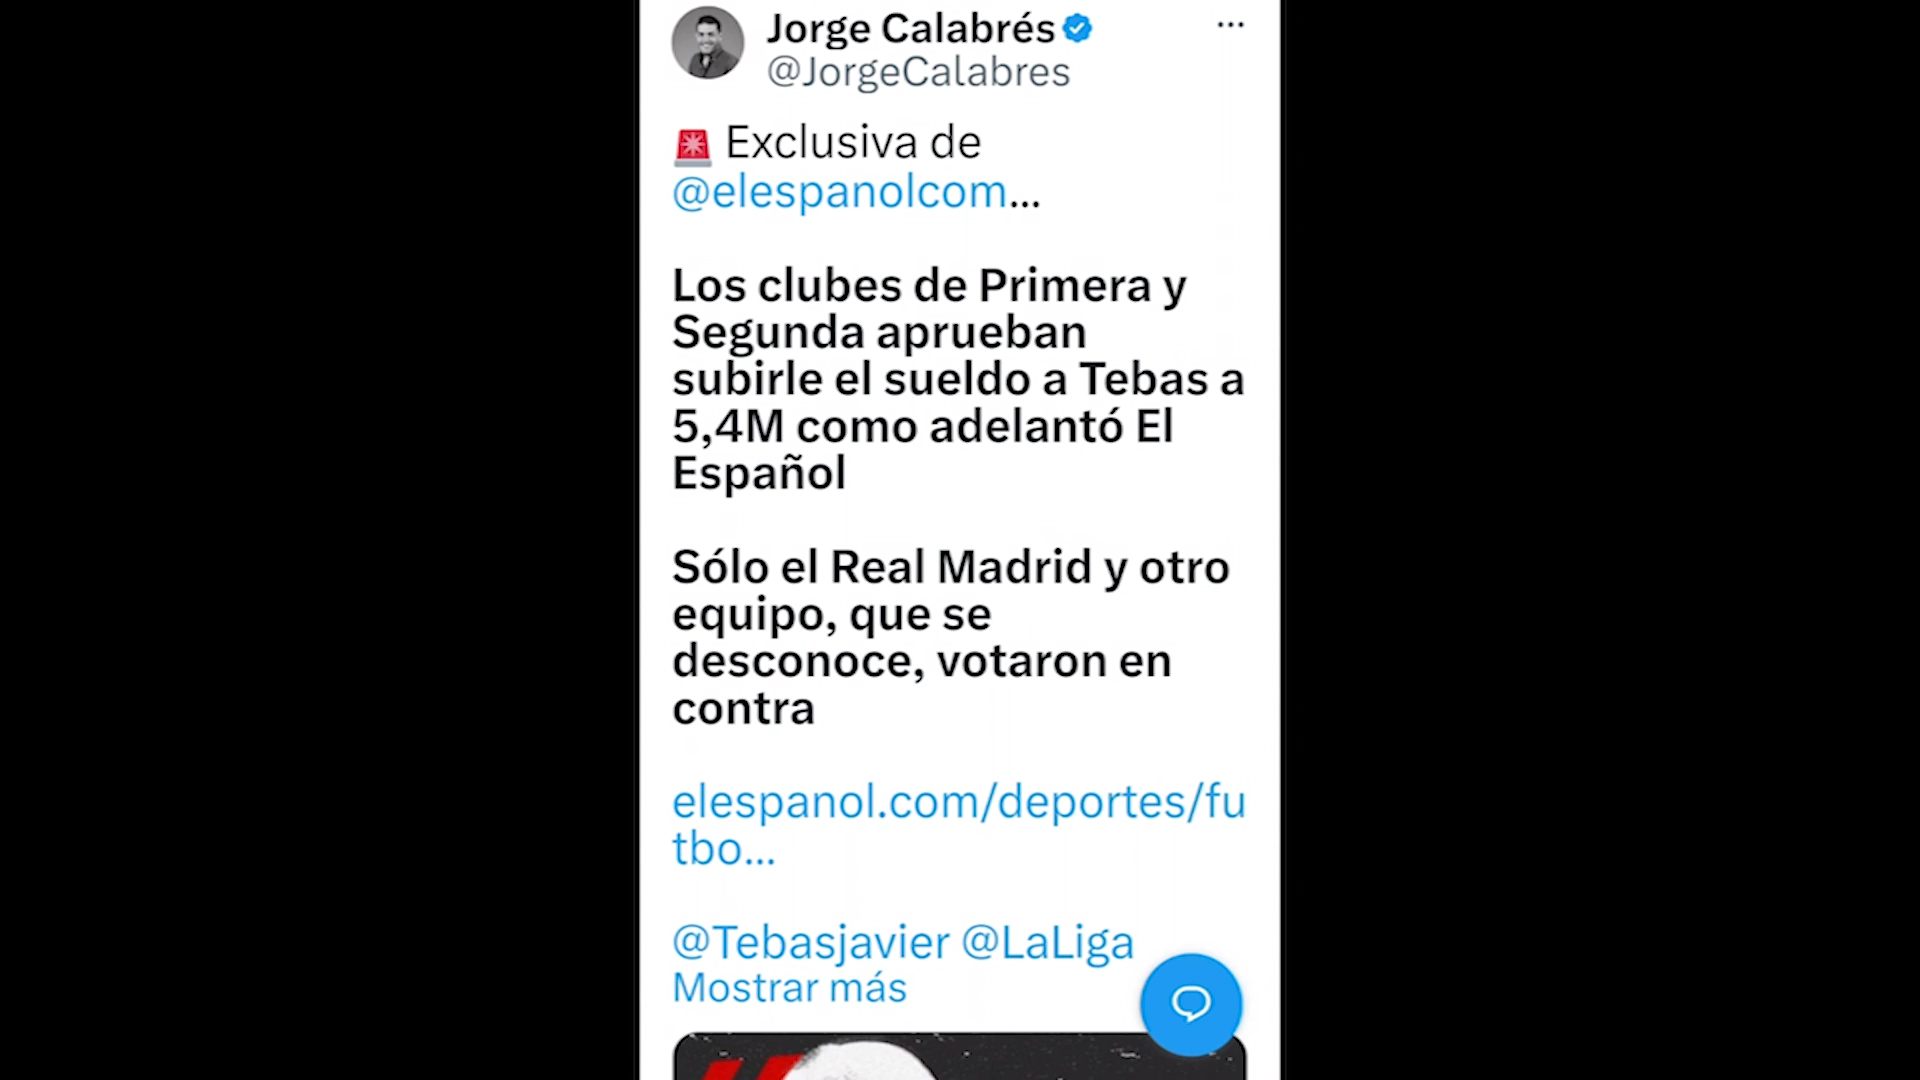 Jorge Calabrés
@JorgeCalabres
Exclusiva de
@elespanolcom...
Los clubes de Primera y
Segunda aprueban
subirle el sueldo a Tebas a
5,4M como adelantó El
Español
Sólo el Real Madrid y otro
equipo, que se
desconoce, votaron en
contra
elespanol.com/deportes/fu
tbo...
@Tebasjavier @LaLiga
Mostrar más